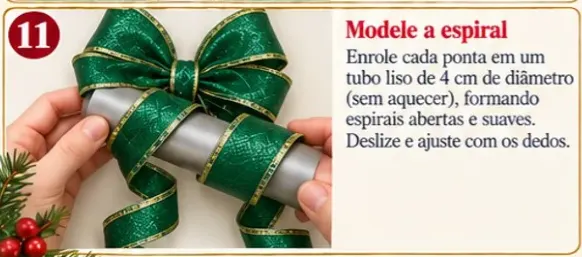 11
Modele a espiral
Enrole cada ponta em um
tubo liso de 4 cm de diâmetro
(sem aquecer), formando
espirais abertas e suaves.
Deslize e ajuste com os dedos.